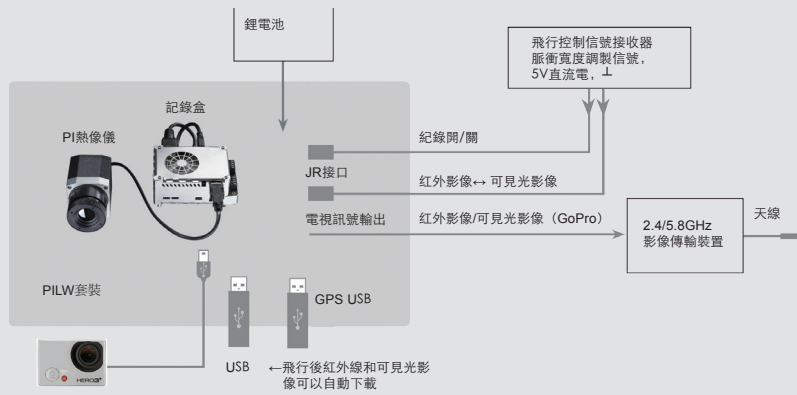 鋰電池
飛行控制信號接收器
脈衝寬度調製信號,
5V直流電, ⊥
記錄盒
PI熱像儀
紀錄開/關
JR接口
红外影像↔ 可見光影像
電視訊號輸出
红外影像/可見光影像（GoPro）
2.4/5.8GHz
影像傳輸裝置
天線
PILW套裝
GPS USB
USB
←飛行後紅外線和可見光影
像可以自動下載
HERO3+